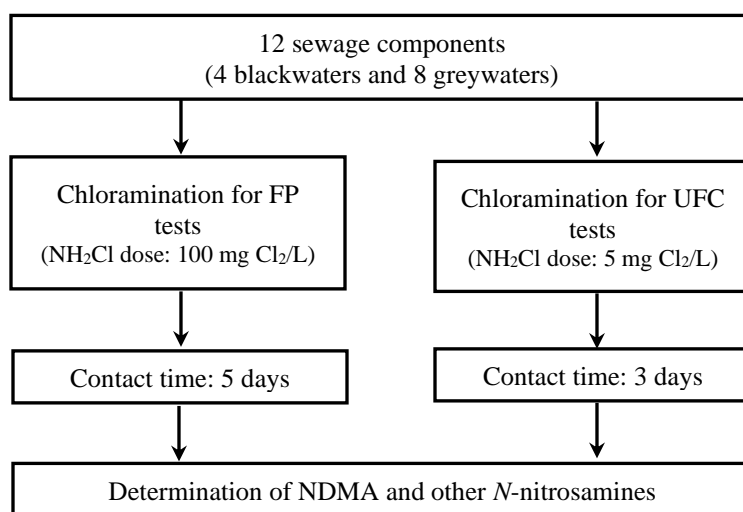 12 sewage components
(4 blackwaters and 8 greywaters)
Chloramination for FP
tests
(NH₂Cl dose: 100 mg Cl₂/L)
Chloramination for UFC
tests
(NH₂Cl dose: 5 mg Cl₂/L)
Contact time: 5 days
Contact time: 3 days
Determination of NDMA and other N-nitrosamines